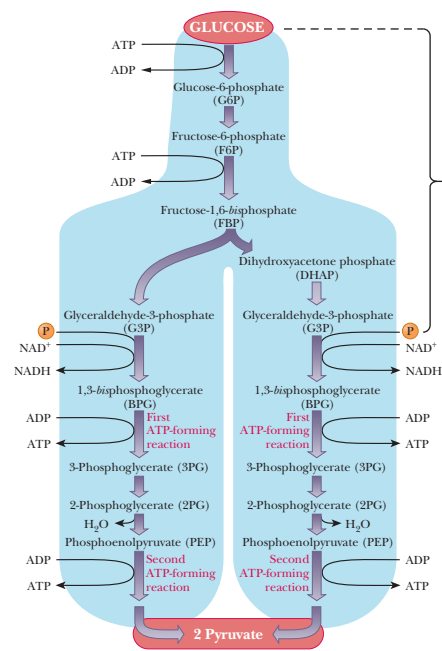 GLUCOSE
ATP
ADP
Glucose-6-phosphate
(G6P)
Fructose-6-phosphate
(F6P)
ATP
ADP
Fructose-1,6-bisphosphate
(FBP)
Dihydroxyacetone phosphate
(DHAP)
Glyceraldehyde-3-phosphate
(G3P)
P
NAD+
NADH
Glyceraldehyde-3-phosphate
(G3P)
P
NAD+
NADH
1,3-bisphosphoglycerate
(BPG)
ADP
ATP
First
ATP-forming
reaction
1,3-bisphosphoglycerate
(BPG)
First
ATP-forming
reaction
ADP
ATP
3-Phosphoglycerate (3PG)
3-Phosphoglycerate (3PG)
2-Phosphoglycerate (2PG)
H2O
2-Phosphoglycerate (2PG)
H2O
Phosphoenolpyruvate (PEP)
ADP
ATP
Second
ATP-forming
reaction
Phosphoenolpyruvate (PEP)
Second
ATP-forming
reaction
ADP
ATP
2 Pyruvate